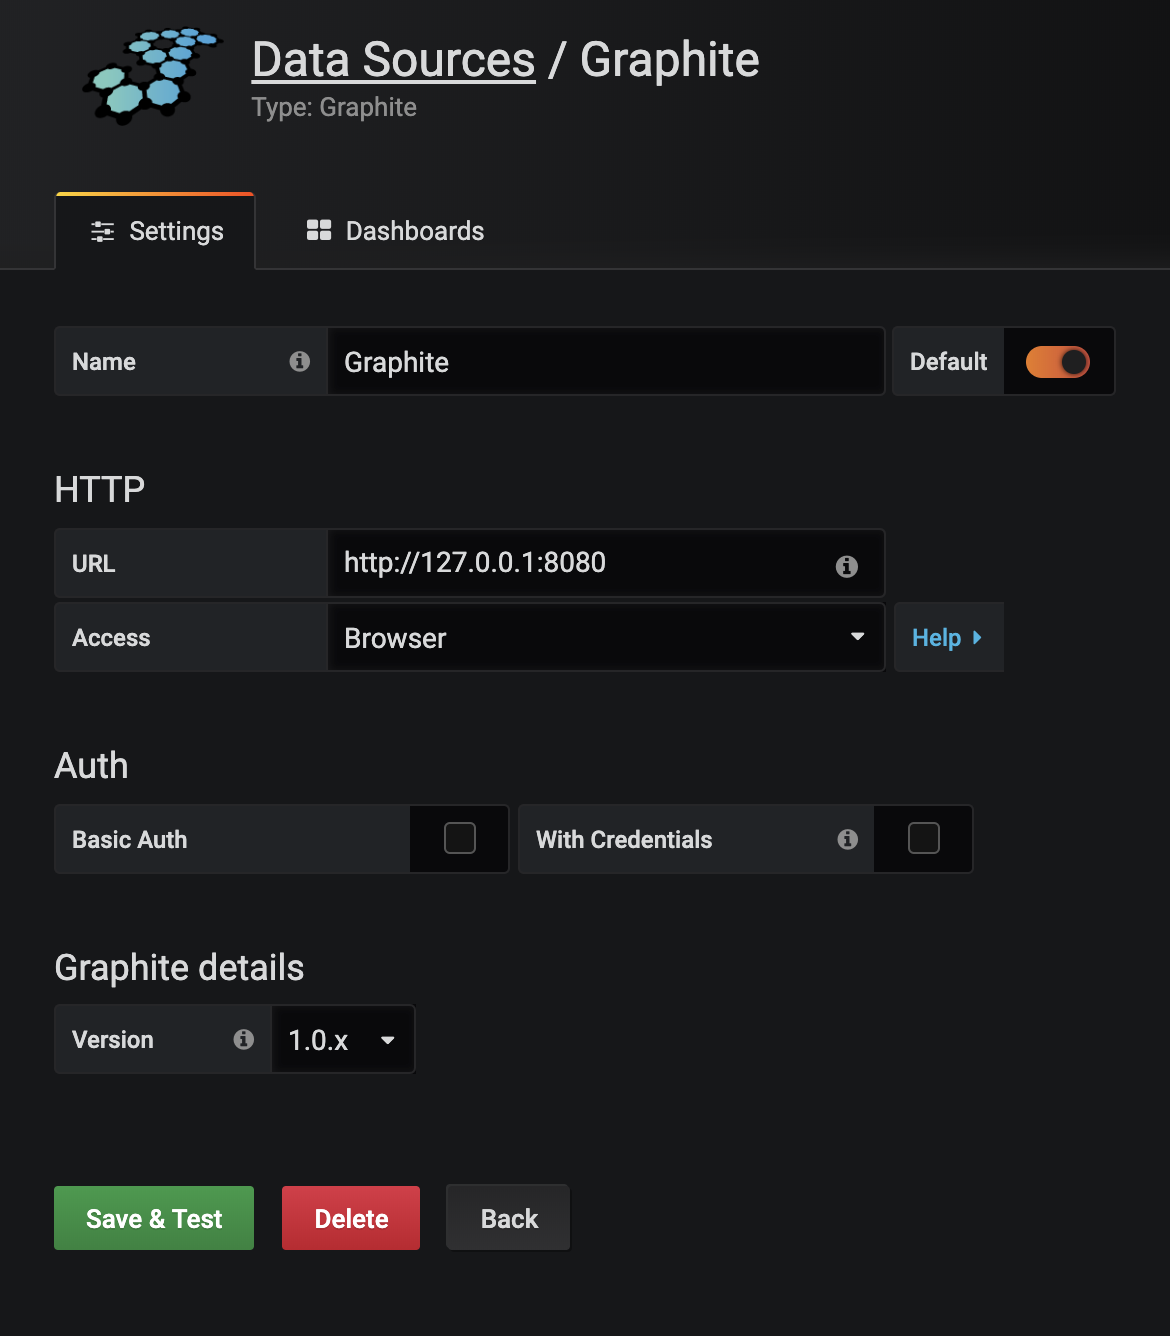 Data Sources / Graphite
Type: Graphite
Settings
Dashboards
Name
Graphite
Default
HTTP
URL
http://127.0.0.1:8080
Access
Browser
Help
Auth
Basic Auth
With Credentials
Graphite details
Version
1.0.x
Save & Test
Delete
Back